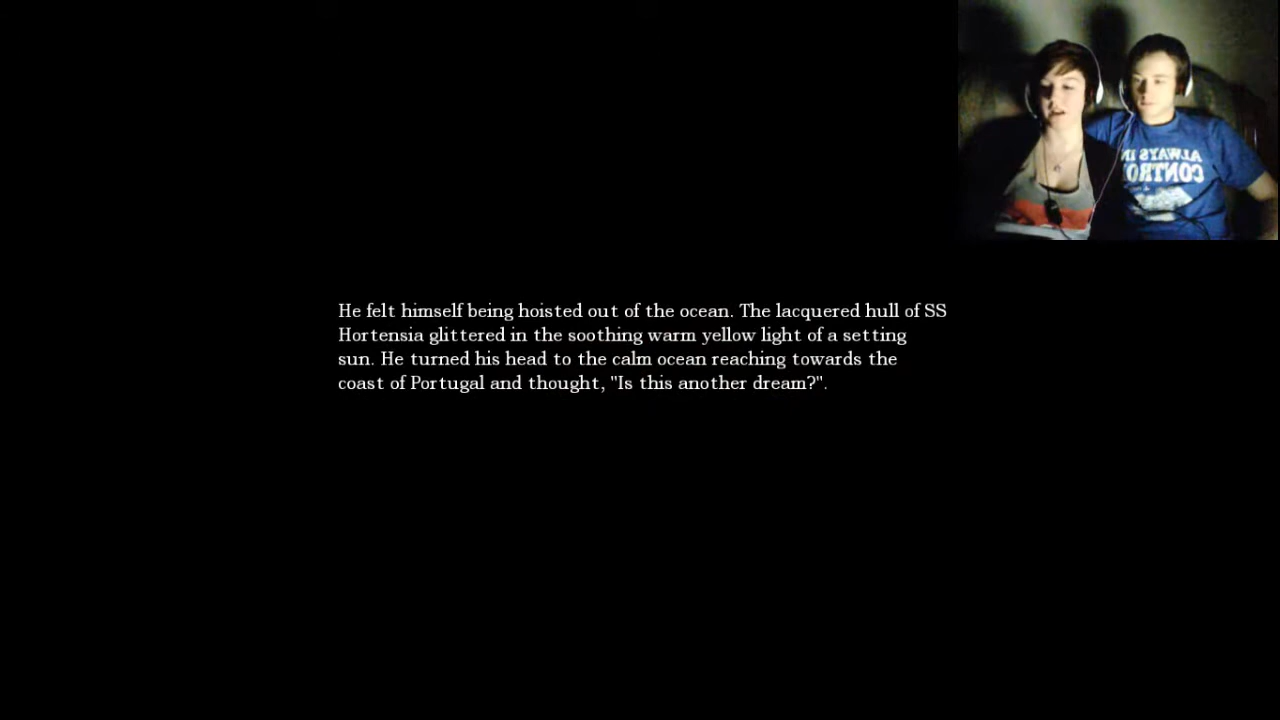 He felt himself being hoisted out of the ocean. The lacquered hull of SS
Hortensia glittered in the soothing warm yellow light of a setting
sun. He turned his head to the calm ocean reaching towards the
coast of Portugal and thought, "Is this another dream?".
ALWAYS IN
CONTROL